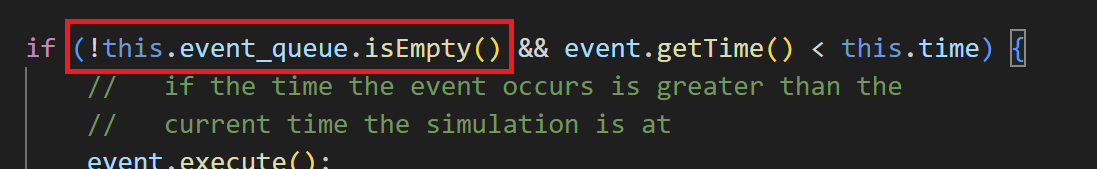 if (!this.event_queue.isEmpty() && event.getTime() < this.time) {
// if the time the event occurs is greater than the
// current time the simulation is at
event.execute();